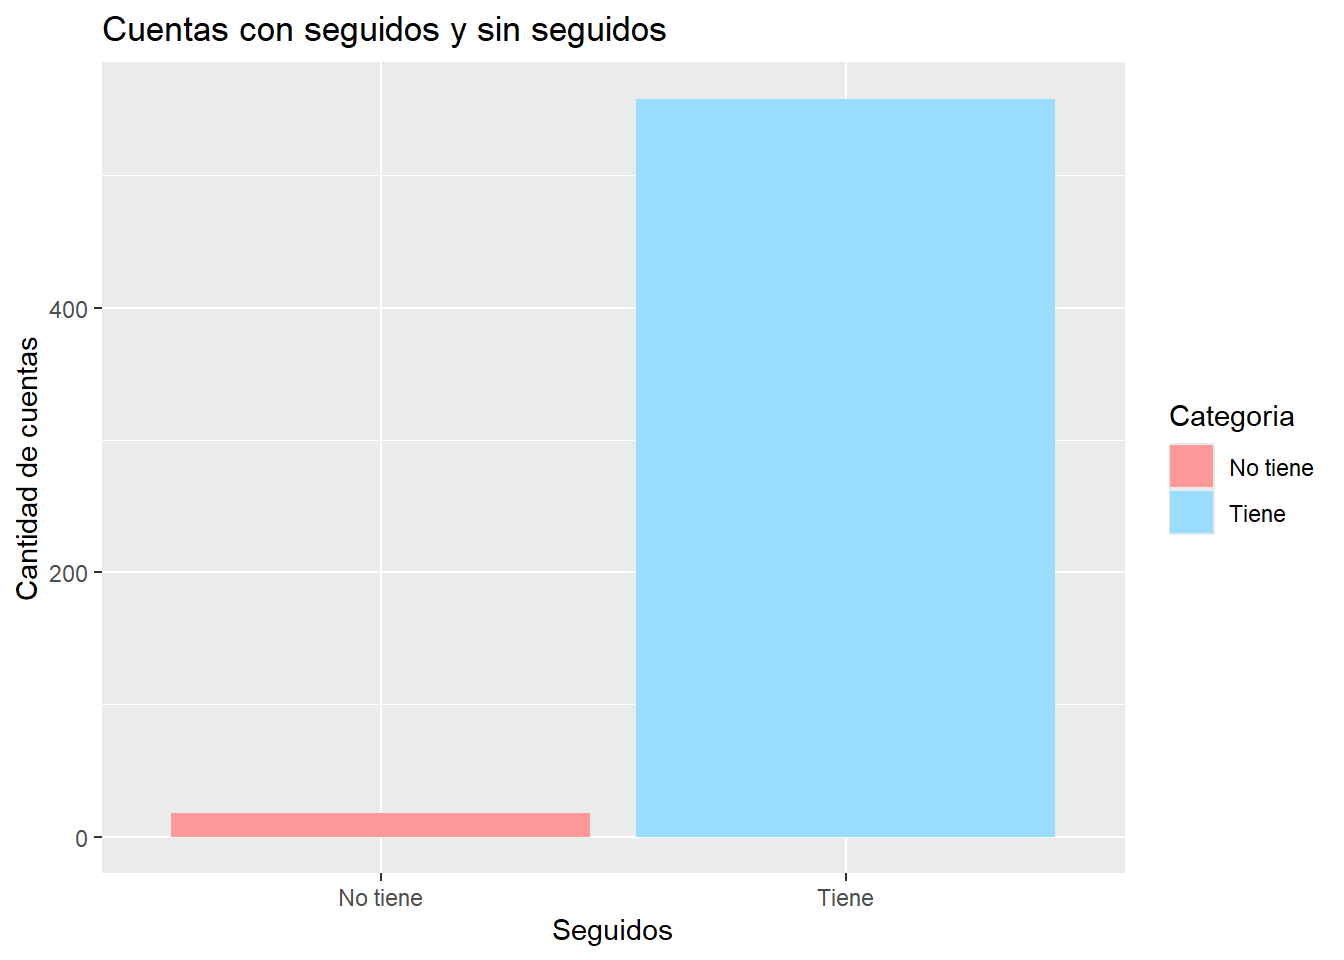 Cuentas con seguidos y sin seguidos
Cantidad de cuentas
400
200
0
No tiene
Tiene
Seguidos
Categoria
No tiene
Tiene